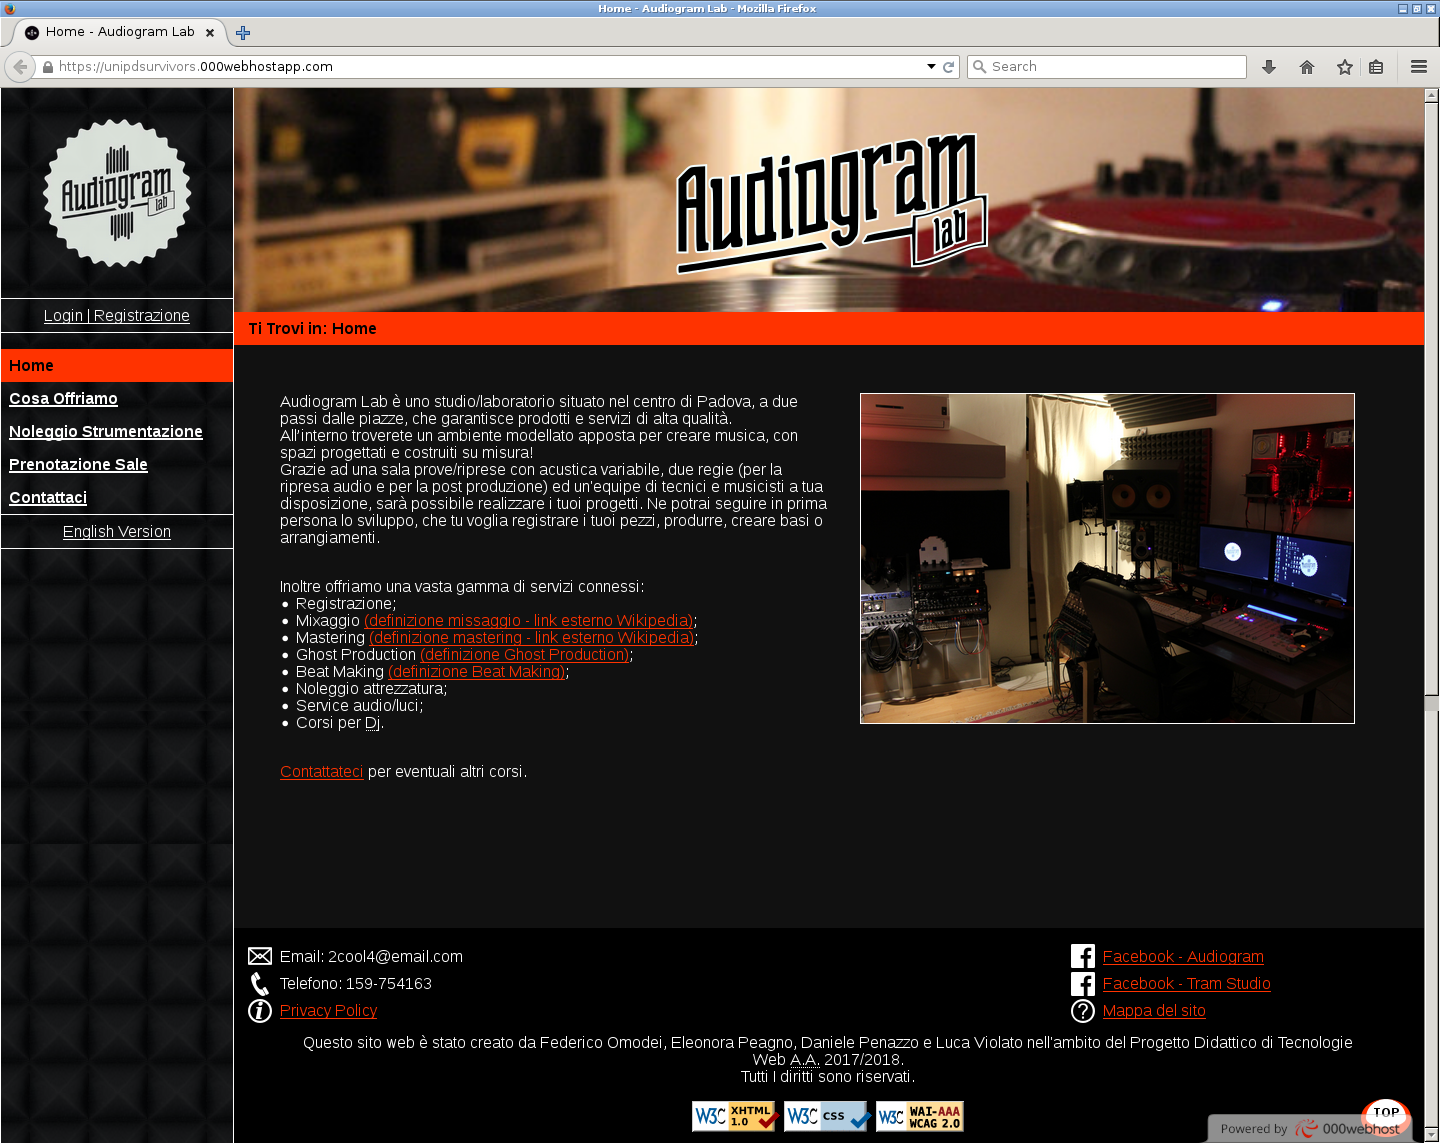 Home - Audiogram Lab - Mozilla Firefox
Home - Audiogram Lab
https://unipdsurvivors.000webhostapp.com
Search
Audiogram
lab
Audiogram
lab
Login | Registrazione
Home
Cosa Offriamo
Noleggio Strumentazione
Prenotazione Sale
Contattaci
English Version
Ti Trovi in: Home
Audiogram Lab è uno studio/laboratorio situato nel centro di Padova, a due
passi dalle piazze, che garantisce prodotti e servizi di alta qualità.
All'interno troverete un ambiente modellato apposta per creare musica, con
spazi progettati e costruiti su misura!
Grazie ad una sala prove/riprese con acustica variabile, due regie (per la
ripresa audio e per la post produzione) ed un'equipe di tecnici e musicisti a tua
disposizione, sarà possibile realizzare i tuoi progetti. Ne potrai seguire in prima
persona lo sviluppo, che tu voglia registrare i tuoi pezzi, produrre, creare basi o
arrangiamenti.
Inoltre offriamo una vasta gamma di servizi connessi:
• Registrazione;
• Mixaggio (definizione missaggio - link esterno Wikipedia);
• Mastering (definizione mastering - link esterno Wikipedia);
• Ghost Production (definizione Ghost Production);
• Beat Making (definizione Beat Making);
• Noleggio attrezzatura;
• Service audio/luci;
• Corsi per Dj.
Contattateci per eventuali altri corsi.
Email: 2cool4@email.com
Telefono: 159-754163
Privacy Policy
Facebook - Audiogram
Facebook - Tram Studio
Mappa del sito
Questo sito web è stato creato da Federico Omodei, Eleonora Peagno, Daniele Penazzo e Luca Violato nell'ambito del Progetto Didattico di Tecnologie
Web A.A. 2017/2018.
Tutti I diritti sono riservati.
W3C XHTML 1.0
W3C CSS
W3C WAI-AAA WCAG 2.0
TOP
Powered by 000webhost